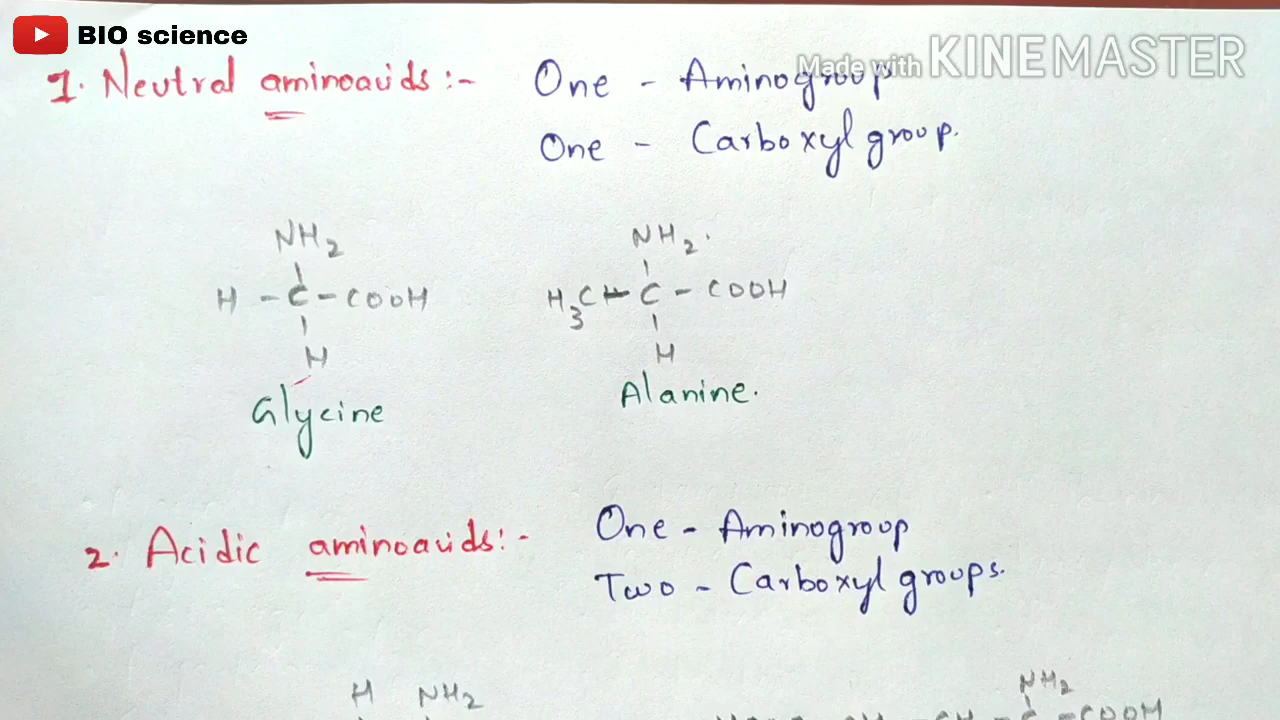 BIO science
Made with KINEMASTER
1. Neutral aminoacids :- One - Aminogroup
One - Carboxyl group.
NH2 NH2.
H - C - COOH H3C - C - COOH
H H
Glycine Alanine.
2. Acidic aminoacids :- One - Aminogroup
Two - Carboxyl groups.
H NH2 NH2
C - COOH